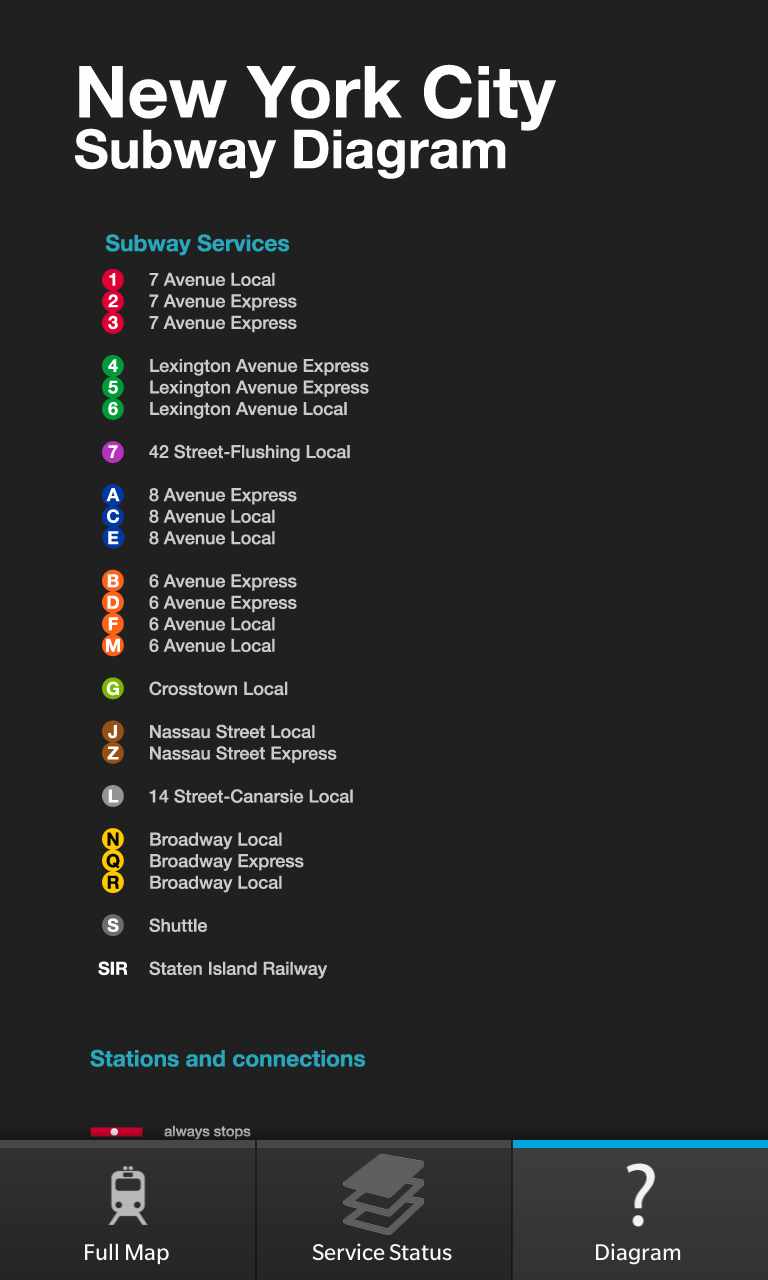 New York City
Subway Diagram
Subway Services
1 7 Avenue Local
2 7 Avenue Express
3 7 Avenue Express
4 Lexington Avenue Express
5 Lexington Avenue Express
6 Lexington Avenue Local
7 42 Street-Flushing Local
A 8 Avenue Express
C 8 Avenue Local
E 8 Avenue Local
B 6 Avenue Express
D 6 Avenue Express
F 6 Avenue Local
M 6 Avenue Local
G Crosstown Local
J Nassau Street Local
Z Nassau Street Express
L 14 Street-Canarsie Local
N Broadway Local
Q Broadway Express
R Broadway Local
S Shuttle
SIR Staten Island Railway
Stations and connections
always stops
?
Full Map Service Status Diagram